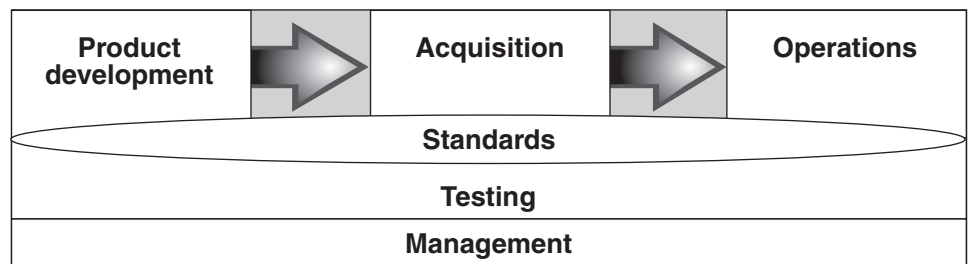 Product
development
Acquisition
Operations
Standards
Testing
Management